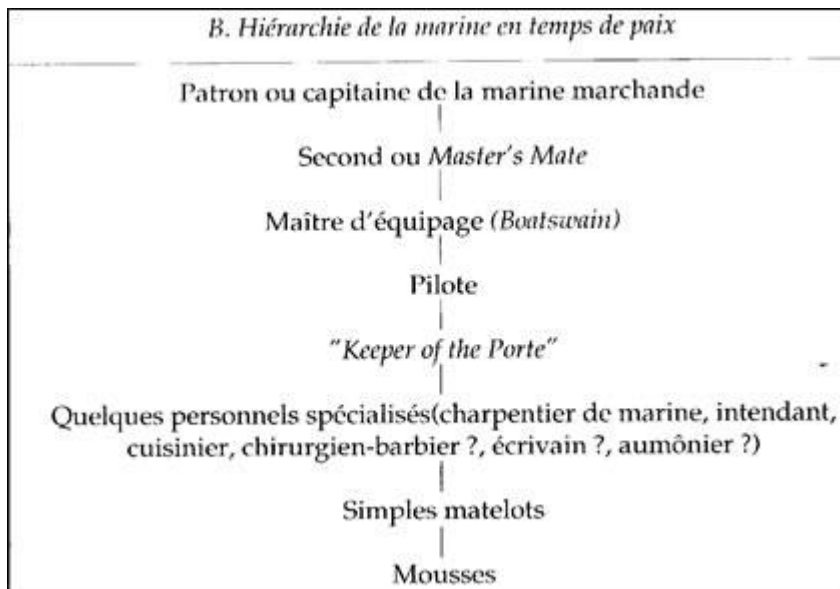 B. Hiérarchie de la marine en temps de paix
Patron ou capitaine de la marine marchande
Second ou Master's Mate
Maître d'équipage (Boatswain)
Pilote
"Keeper of the Porte"
Quelques personnels spécialisés(charpentier de marine, intendant,
cuisinier, chirurgien-barbier ?, écrivain ?, aumônier ?)
Simples matelots
Mousses